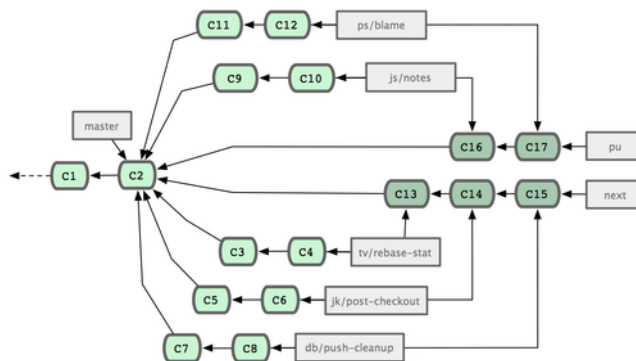 C11 C12 ps/blame
C9 C10 js/notes
master
C16 C17 pu
C1 C2
C13 C14 C15 next
C3 C4 tv/rebase-stat
C5 C6 jk/post-checkout
C7 C8 db/push-cleanup